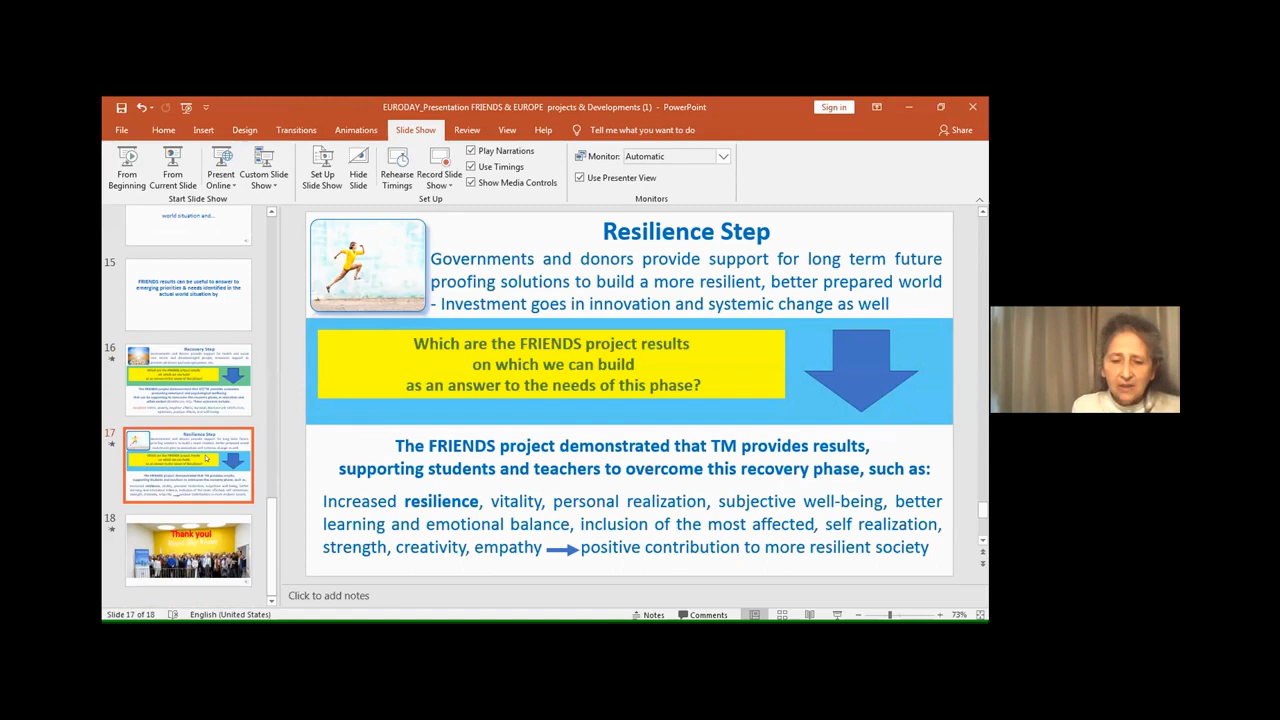 EURODAY_Presentation FRIENDS & EUROPE projects & Developments (1) - PowerPoint
Sign in
File Home Insert Design Transitions Animations Slide Show Review View Help Tell me what you want to do Share
From Beginning
From Current Slide
Present Online
Custom Slide Show
Set Up Slide Show
Hide Slide
Rehearse Timings
Record Slide Show
Play Narrations
Use Timings
Show Media Controls
Monitor: Automatic
Use Presenter View
Start Slide Show
Set Up
Monitors
world situation and...
15
FRIENDS results can be useful to answer to
emerging priorities & needs identified in the
actual world situation by
16
Recovery Step
17
Resilience Step
18
Thank you!
Resilience Step
Governments and donors provide support for long term future
proofing solutions to build a more resilient, better prepared world
- Investment goes in innovation and systemic change as well
Which are the FRIENDS project results
on which we can build
as an answer to the needs of this phase?
The FRIENDS project demonstrated that TM provides results,
supporting students and teachers to overcome this recovery phase, such as:
Increased resilience, vitality, personal realization, subjective well-being, better
learning and emotional balance, inclusion of the most affected, self realization,
strength, creativity, empathy positive contribution to more resilient society
Click to add notes
Slide 17 of 18 English (United States) Notes Comments 73%